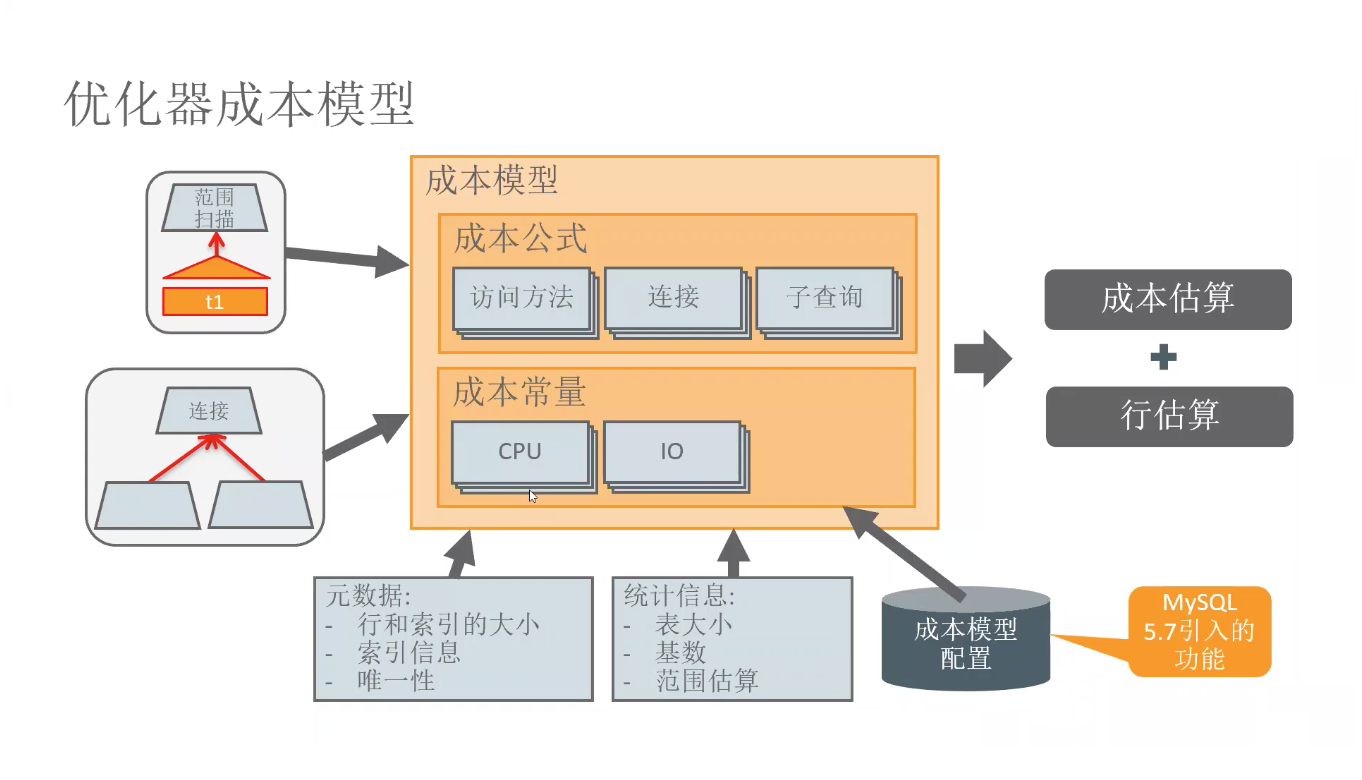 优化器成本模型
范围
扫描
t1
连接
成本模型
成本公式
访问方法
连接
子查询
成本常量
CPU
IO
成本估算
行估算
元数据:
- 行和索引的大小
- 索引信息
- 唯一性
统计信息:
- 表大小
- 基数
- 范围估算
成本模型
配置
MySQL
5.7引入的
功能